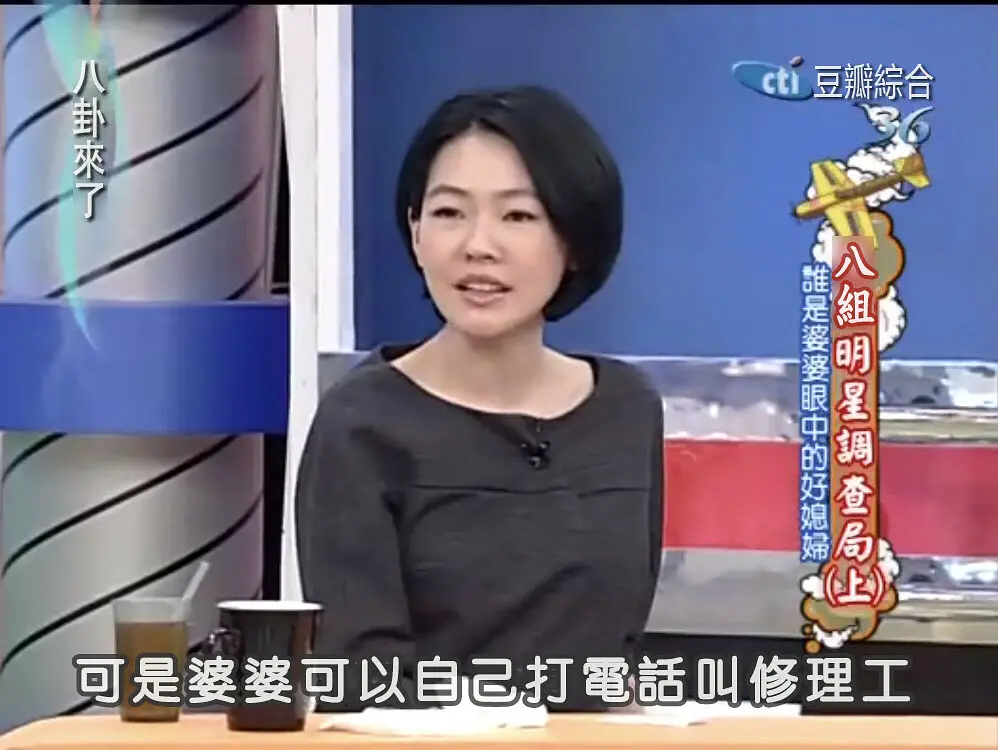 八卦來了
cti 豆瓣綜合
36
八組明星調查局(上)
誰是婆婆眼中的好媳婦
可是婆婆可以自己打電話叫修理工